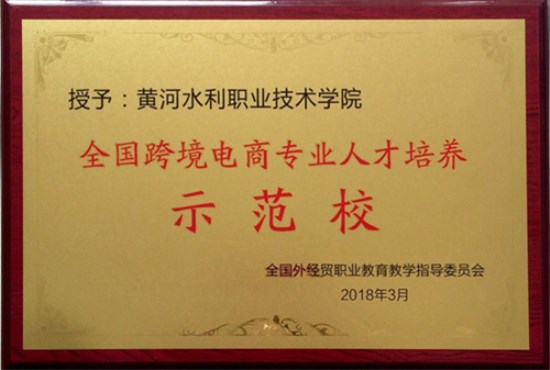 授予：黄河水利职业技术学院
全国跨境电商专业人才培养
示范校
全国外经贸职业教育教学指导委员会
2018年3月